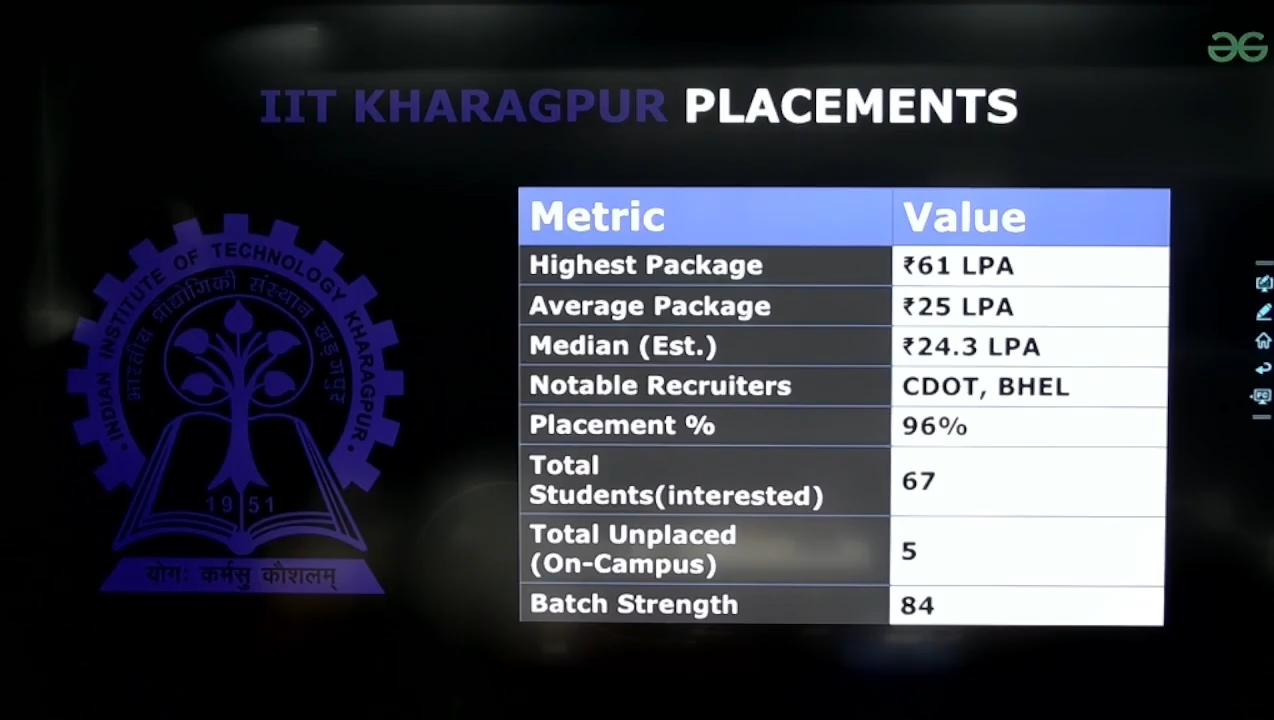 IIT KHARAGPUR PLACEMENTS
INDIAN INSTITUTE OF TECHNOLOGY KHARAGPUR
भारतीय प्रौद्योगिकी संस्थान खड़गपुर
1951
योगः कर्मसु कौशलम्
Metric Value
Highest Package ₹61 LPA
Average Package ₹25 LPA
Median (Est.) ₹24.3 LPA
Notable Recruiters CDOT, BHEL
Placement % 96%
Total
Students(interested) 67
Total Unplaced
(On-Campus) 5
Batch Strength 84